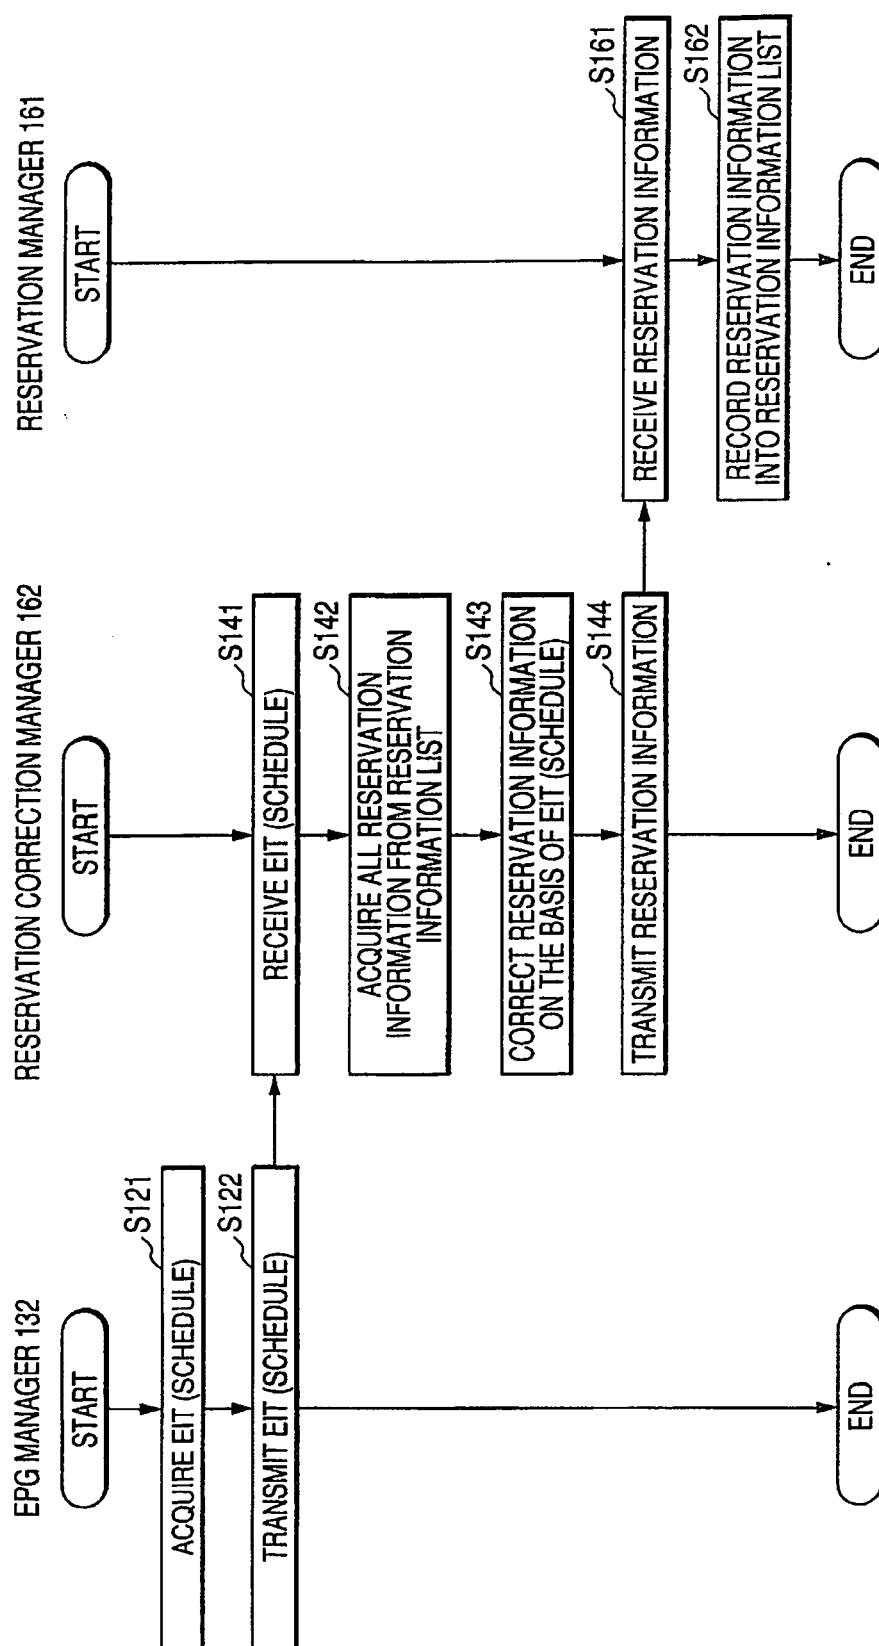 EPG MANAGER 132
START
S121
ACQUIRE EIT (SCHEDULE)
S122
TRANSMIT EIT (SCHEDULE)
END
RESERVATION CORRECTION MANAGER 162
START
S141
RECEIVE EIT (SCHEDULE)
S142
ACQUIRE ALL RESERVATION
INFORMATION FROM RESERVATION
INFORMATION LIST
S143
CORRECT RESERVATION INFORMATION
ON THE BASIS OF EIT (SCHEDULE)
S144
TRANSMIT RESERVATION INFORMATION
END
RESERVATION MANAGER 161
START
S161
RECEIVE RESERVATION INFORMATION
S162
RECORD RESERVATION INFORMATION
INTO RESERVATION INFORMATION LIST
END